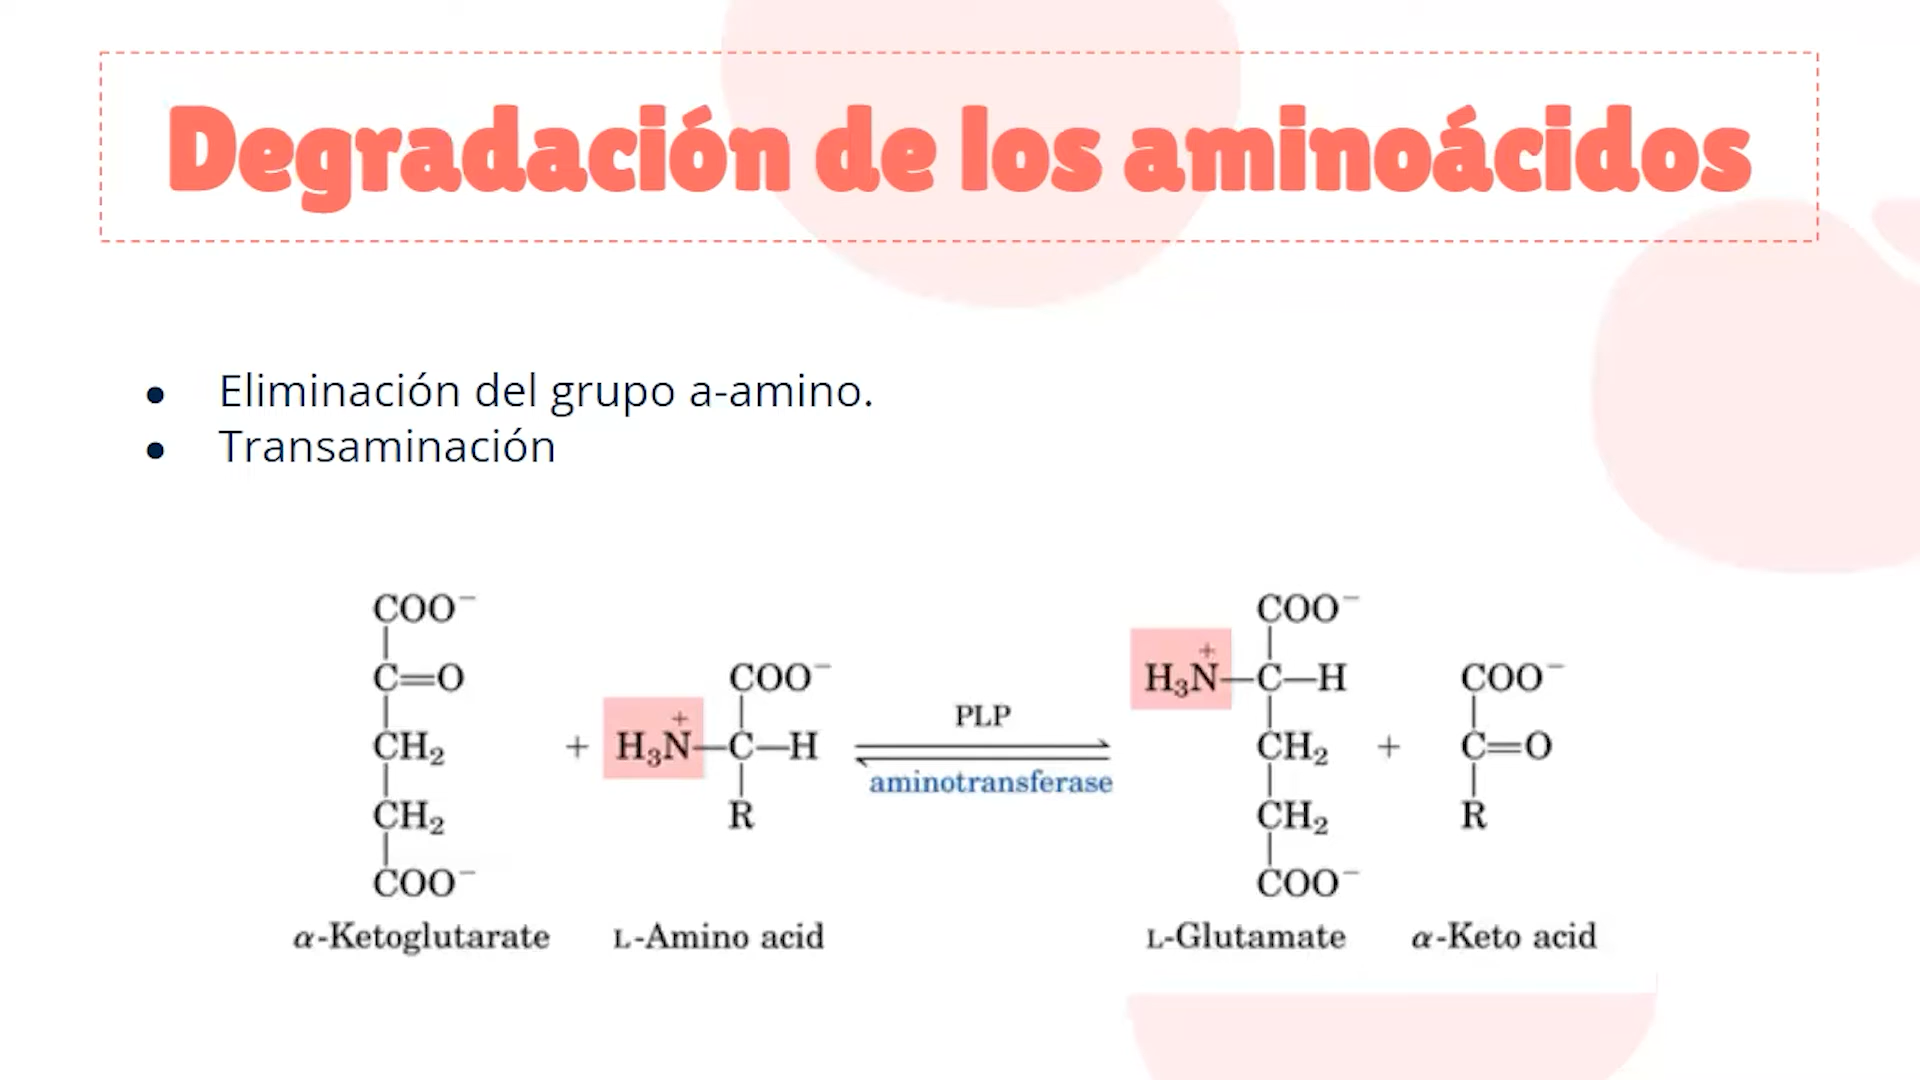 Degradación de los aminoácidos
● Eliminación del grupo a-amino.
● Transaminación
COO⁻
C=O
CH₂
CH₂
COO⁻
α-Ketoglutarate
+
COO⁻
H₃N⁺—C—H
R
L-Amino acid
PLP
aminotransferase
COO⁻
H₃N⁺—C—H
CH₂
CH₂
COO⁻
L-Glutamate
+
COO⁻
C=O
R
α-Keto acid